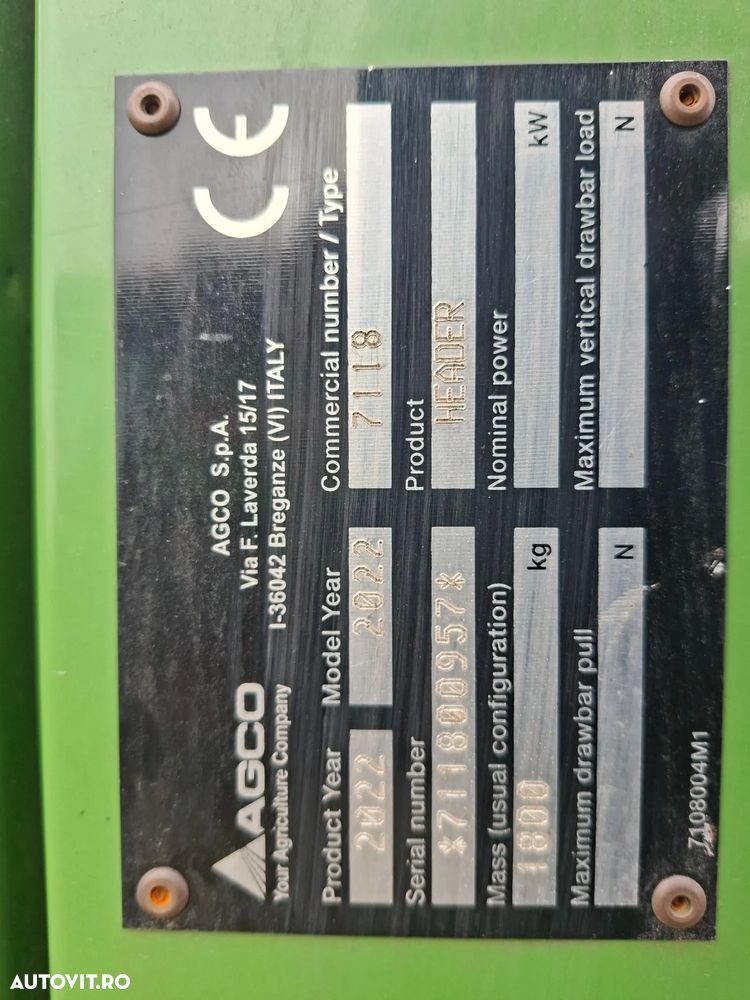 AGCO
Your Agriculture Company
AGCO S.p.A.
Via F. Laverda 15/17
I-36042 Breganze (VI) ITALY
CE
Product Year Model Year Commercial number / Type
2022 2022 7118
Serial number Product
*711800957* HEADER
Mass (usual configuration) Nominal power
1800 kg kW
Maximum drawbar pull Maximum vertical drawbar load
N N
7108004M1
AUTOVIT.RO